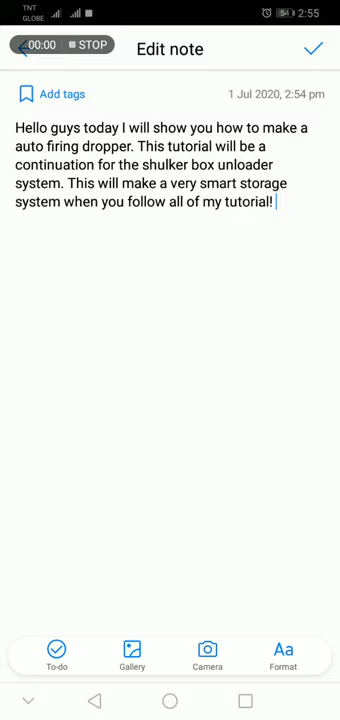 TNT
GLOBE
54
2:55
00:00 STOP
Edit note
Add tags
1 Jul 2020, 2:54 pm
Hello guys today I will show you how to make a
auto firing dropper. This tutorial will be a
continuation for the shulker box unloader
system. This will make a very smart storage
system when you follow all of my tutorial!
To-do
Gallery
Camera
Aa
Format